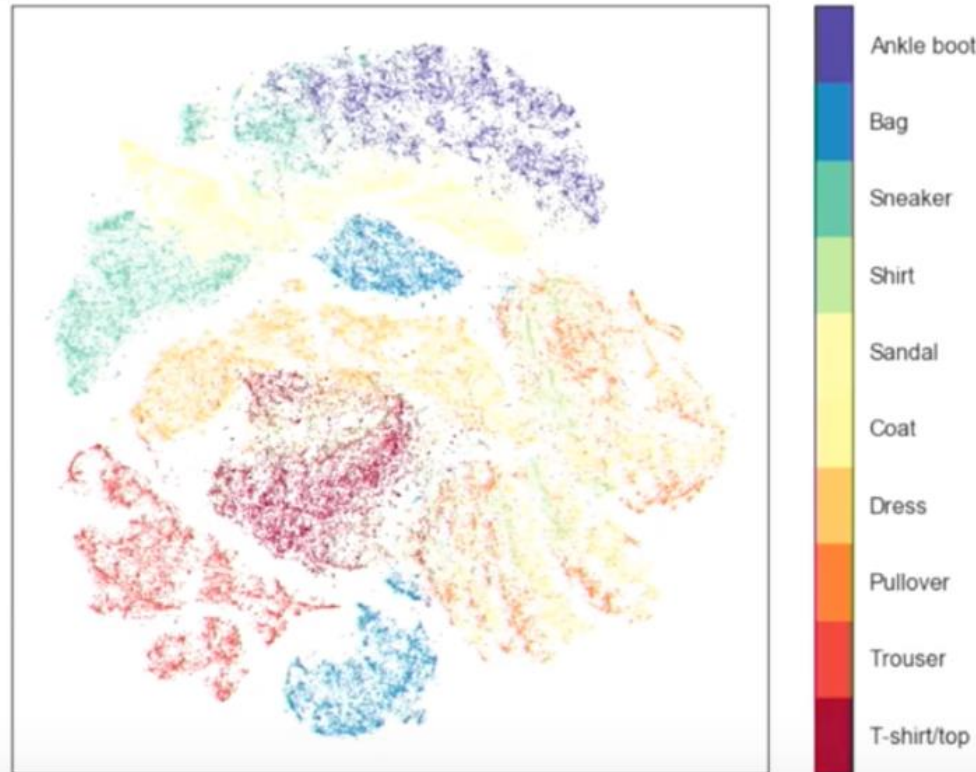 Ankle boot
Bag
Sneaker
Shirt
Sandal
Coat
Dress
Pullover
Trouser
T-shirt/top